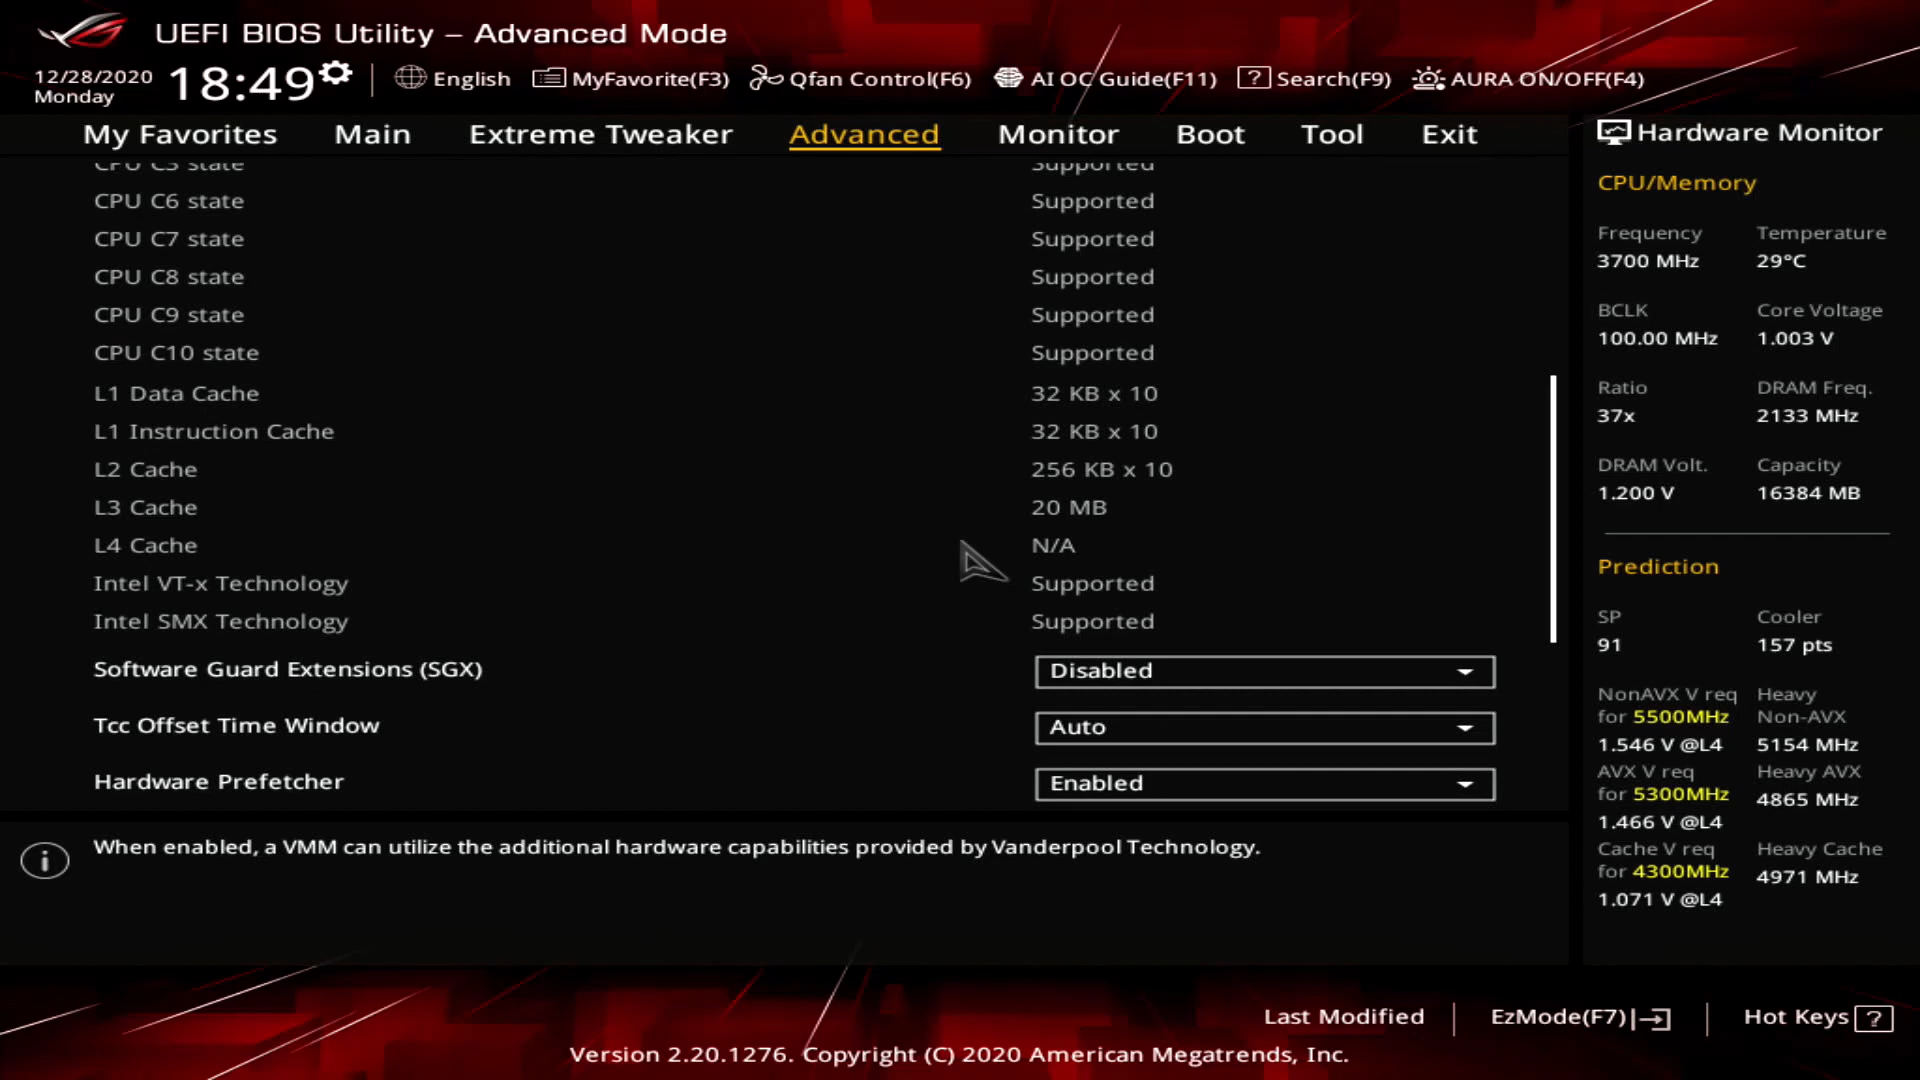 UEFI BIOS Utility – Advanced Mode
12/28/2020
Monday
18:49
English
MyFavorite(F3)
Qfan Control(F6)
AI OC Guide(F11)
Search(F9)
AURA ON/OFF(F4)
My Favorites
Main
Extreme Tweaker
Advanced
Monitor
Boot
Tool
Exit
CPU C6 state Supported
CPU C7 state Supported
CPU C8 state Supported
CPU C9 state Supported
CPU C10 state Supported
L1 Data Cache 32 KB x 10
L1 Instruction Cache 32 KB x 10
L2 Cache 256 KB x 10
L3 Cache 20 MB
L4 Cache N/A
Intel VT-x Technology Supported
Intel SMX Technology Supported
Software Guard Extensions (SGX) Disabled
Tcc Offset Time Window Auto
Hardware Prefetcher Enabled
When enabled, a VMM can utilize the additional hardware capabilities provided by Vanderpool Technology.
Hardware Monitor
CPU/Memory
Frequency Temperature
3700 MHz 29°C
BCLK Core Voltage
100.00 MHz 1.003 V
Ratio DRAM Freq.
37x 2133 MHz
DRAM Volt. Capacity
1.200 V 16384 MB
Prediction
SP Cooler
91 157 pts
NonAVX V req Heavy
for 5500MHz Non-AVX
1.546 V @L4 5154 MHz
AVX V req Heavy AVX
for 5300MHz 4865 MHz
1.466 V @L4
Cache V req Heavy Cache
for 4300MHz 4971 MHz
1.071 V @L4
Last Modified
EzMode(F7)
Hot Keys ?
Version 2.20.1276. Copyright (C) 2020 American Megatrends, Inc.